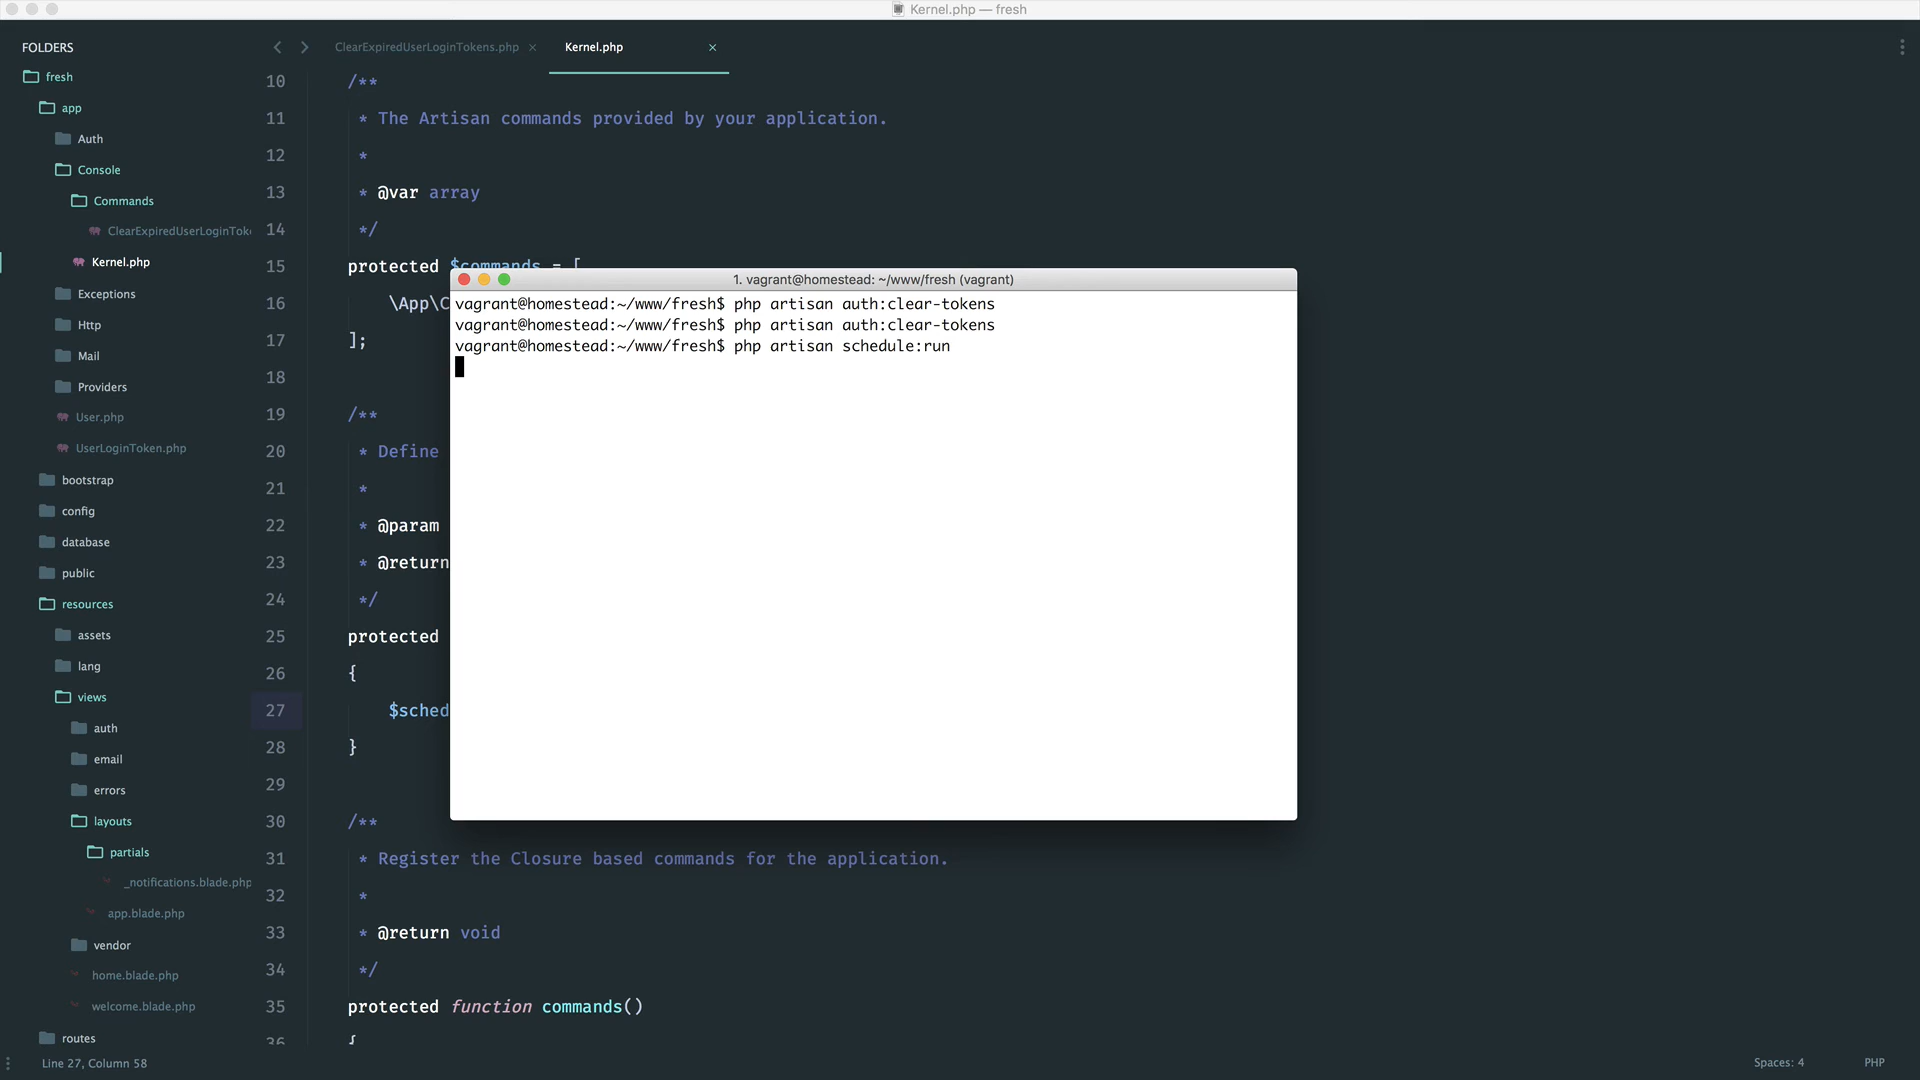 Kernel.php — fresh
FOLDERS
fresh
app
Auth
Console
Commands
ClearExpiredUserLoginTok
Kernel.php
Exceptions
Http
Mail
Providers
User.php
UserLoginToken.php
bootstrap
config
database
public
resources
assets
lang
views
auth
email
errors
layouts
partials
_notifications.blade.php
app.blade.php
vendor
home.blade.php
welcome.blade.php
routes
ClearExpiredUserLoginTokens.php ×
Kernel.php ×
10 /**
11 * The Artisan commands provided by your application.
12 *
13 * @var array
14 */
15 protected $commands = [
16 \App\C
17 ];
18
19 /**
20 * Define
21 *
22 * @param
23 * @return
24 */
25 protected
26 {
27 $sched
28 }
29
30 /**
31 * Register the Closure based commands for the application.
32 *
33 * @return void
34 */
35 protected function commands()
36 {
1. vagrant@homestead: ~/www/fresh (vagrant)
vagrant@homestead:~/www/fresh$ php artisan auth:clear-tokens
vagrant@homestead:~/www/fresh$ php artisan auth:clear-tokens
vagrant@homestead:~/www/fresh$ php artisan schedule:run
Line 27, Column 58
Spaces: 4
PHP